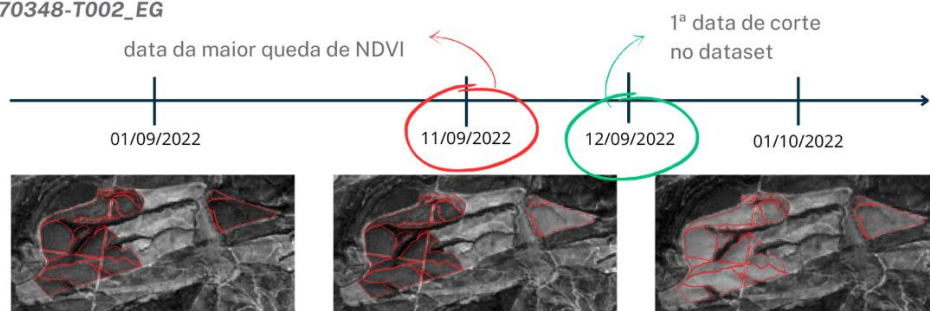 70348-T002_EG
1ª data de corte
no dataset
data da maior queda de NDVI
01/09/2022
11/09/2022
12/09/2022
01/10/2022